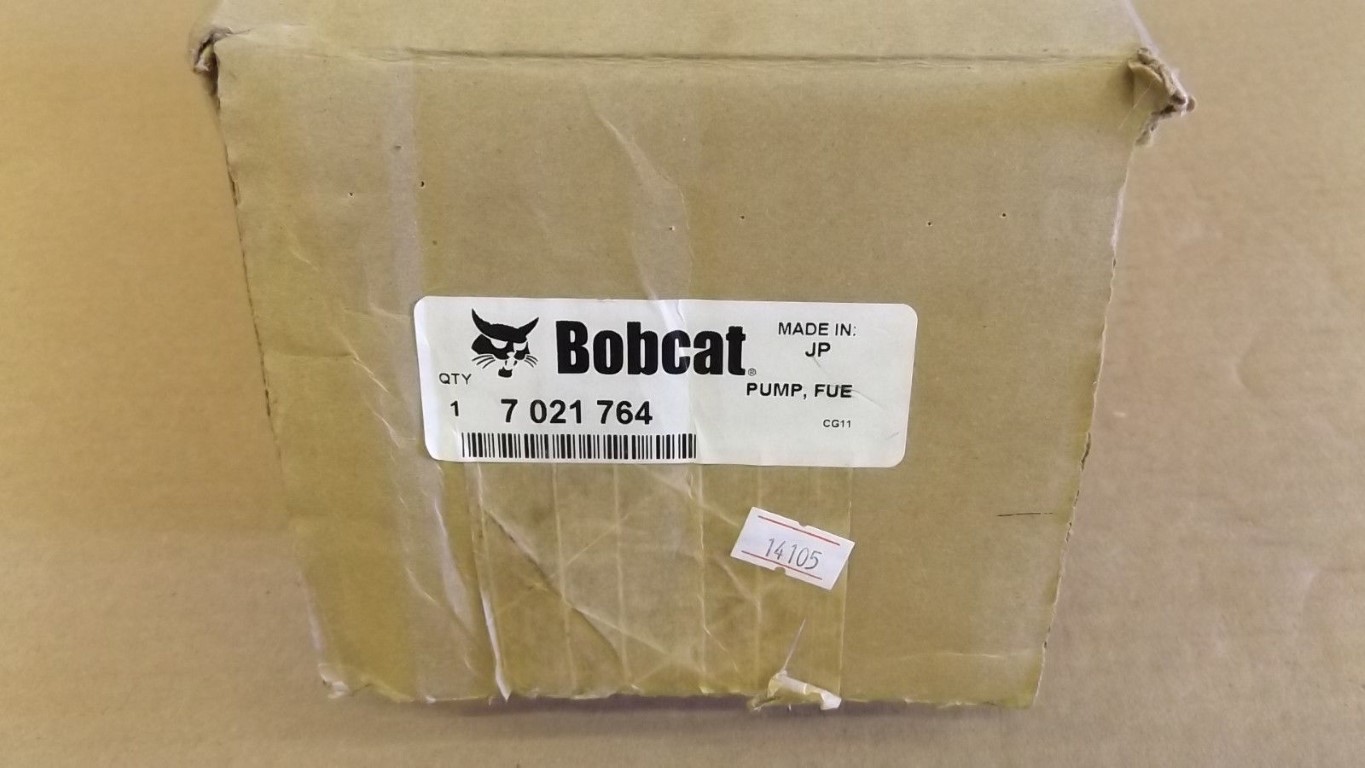 Bobcat®
MADE IN:
JP
QTY
PUMP, FUE
1 7 021 764
CG11
14105